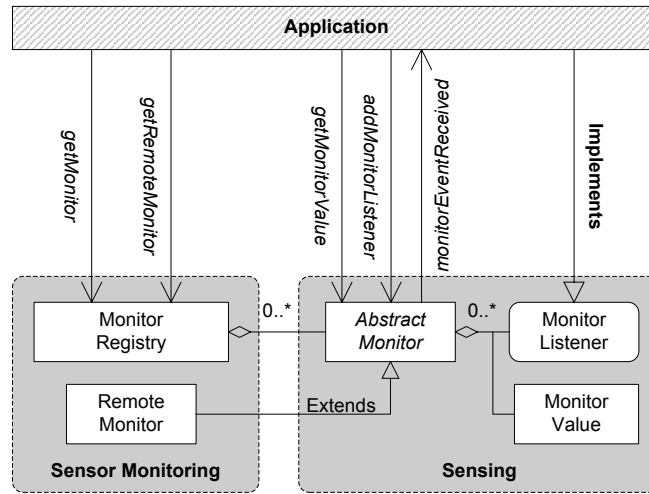 Application
getMonitor
getRemoteMonitor
getMonitorValue
addMonitorListener
monitorEventReceived
Implements
0..*
0..*
Monitor
Registry
Abstract
Monitor
Monitor
Listener
Remote
Monitor
Extends
Monitor
Value
Sensor Monitoring
Sensing